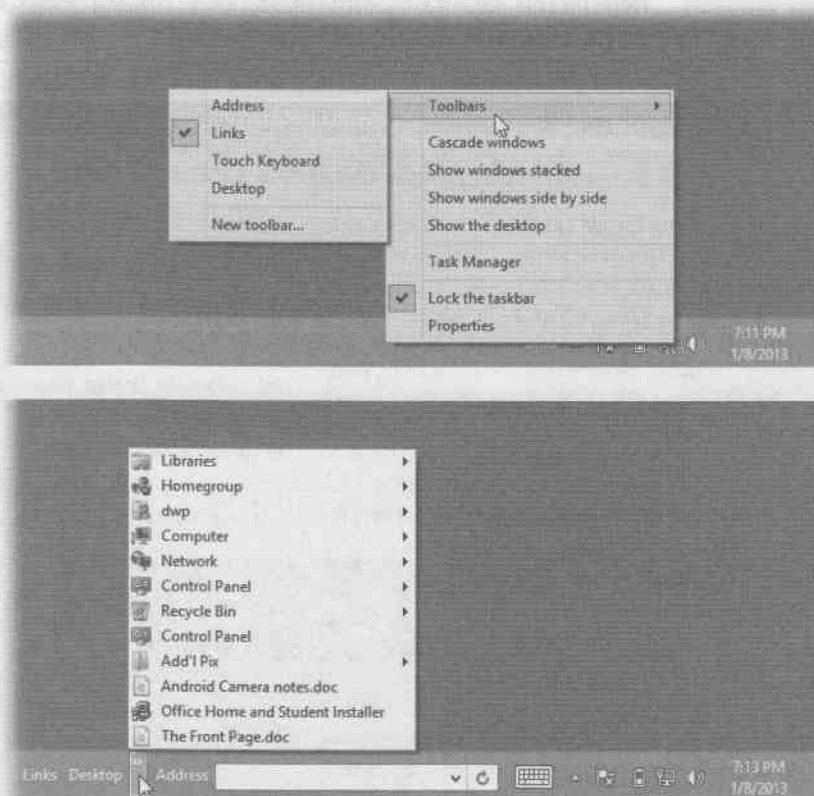 Address
Links
Touch Keyboard
Desktop
New toolbar...
Toolbars
Cascade windows
Show windows stacked
Show windows side by side
Show the desktop
Task Manager
Lock the taskbar
Properties
7:11 PM
1/8/2013
Libraries
Homegroup
dwp
Computer
Network
Control Panel
Recycle Bin
Control Panel
Add'l Pix
Android Camera notes.doc
Office Home and Student Installer
The Front Page.doc
Links Desktop Address
7:13 PM
1/8/2013